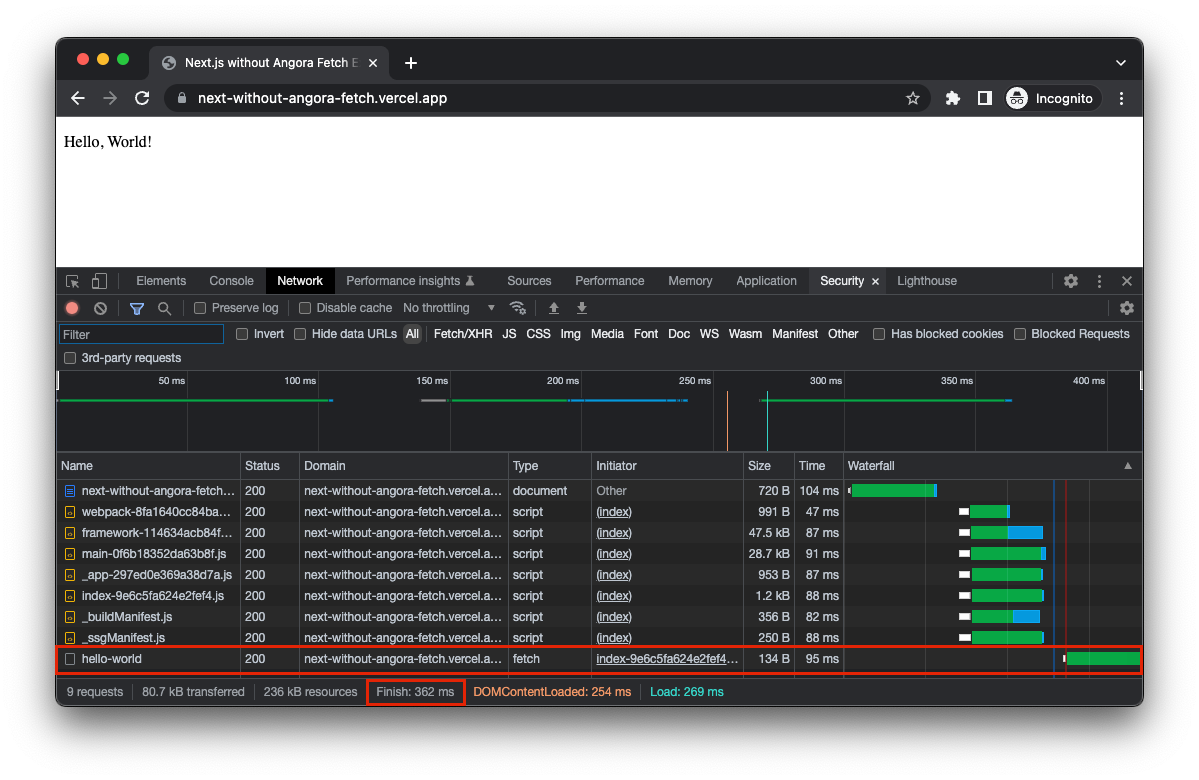 Next.js without Angora Fetch E
next-without-angora-fetch.vercel.app
Incognito
Hello, World!
Elements Console Network Performance insights Sources Performance Memory Application Security Lighthouse
Preserve log Disable cache No throttling
Filter Invert Hide data URLs All Fetch/XHR JS CSS Img Media Font Doc WS Wasm Manifest Other Has blocked cookies Blocked Requests
3rd-party requests
50 ms 100 ms 150 ms 200 ms 250 ms 300 ms 350 ms 400 ms
Name Status Domain Type Initiator Size Time Waterfall
next-without-angora-fetch... 200 next-without-angora-fetch.vercel.a... document Other 720 B 104 ms
webpack-8fa1640cc84ba... 200 next-without-angora-fetch.vercel.a... script (index) 991 B 47 ms
framework-114634acb84f... 200 next-without-angora-fetch.vercel.a... script (index) 47.5 kB 87 ms
main-0f6b18352da63b8f.js 200 next-without-angora-fetch.vercel.a... script (index) 28.7 kB 91 ms
_app-297ed0e369a38d7a.js 200 next-without-angora-fetch.vercel.a... script (index) 953 B 87 ms
index-9e6c5fa624e2fef4.js 200 next-without-angora-fetch.vercel.a... script (index) 1.2 kB 88 ms
_buildManifest.js 200 next-without-angora-fetch.vercel.a... script (index) 356 B 82 ms
_ssgManifest.js 200 next-without-angora-fetch.vercel.a... script (index) 250 B 88 ms
hello-world 200 next-without-angora-fetch.vercel.a... fetch index-9e6c5fa624e2fef4... 134 B 95 ms
9 requests 80.7 kB transferred 236 kB resources Finish: 362 ms DOMContentLoaded: 254 ms Load: 269 ms